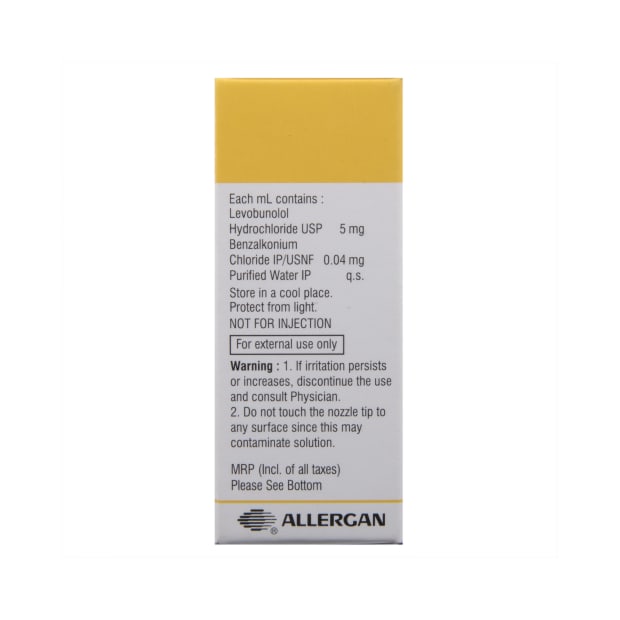 Each mL contains :
Levobunolol
Hydrochloride USP 5 mg
Benzalkonium
Chloride IP/USNF 0.04 mg
Purified Water IP q.s.
Store in a cool place.
Protect from light.
NOT FOR INJECTION
For external use only
Warning : 1. If irritation persists
or increases, discontinue the use
and consult Physician.
2. Do not touch the nozzle tip to
any surface since this may
contaminate solution.
MRP (Incl. of all taxes)
Please See Bottom
® ALLERGAN